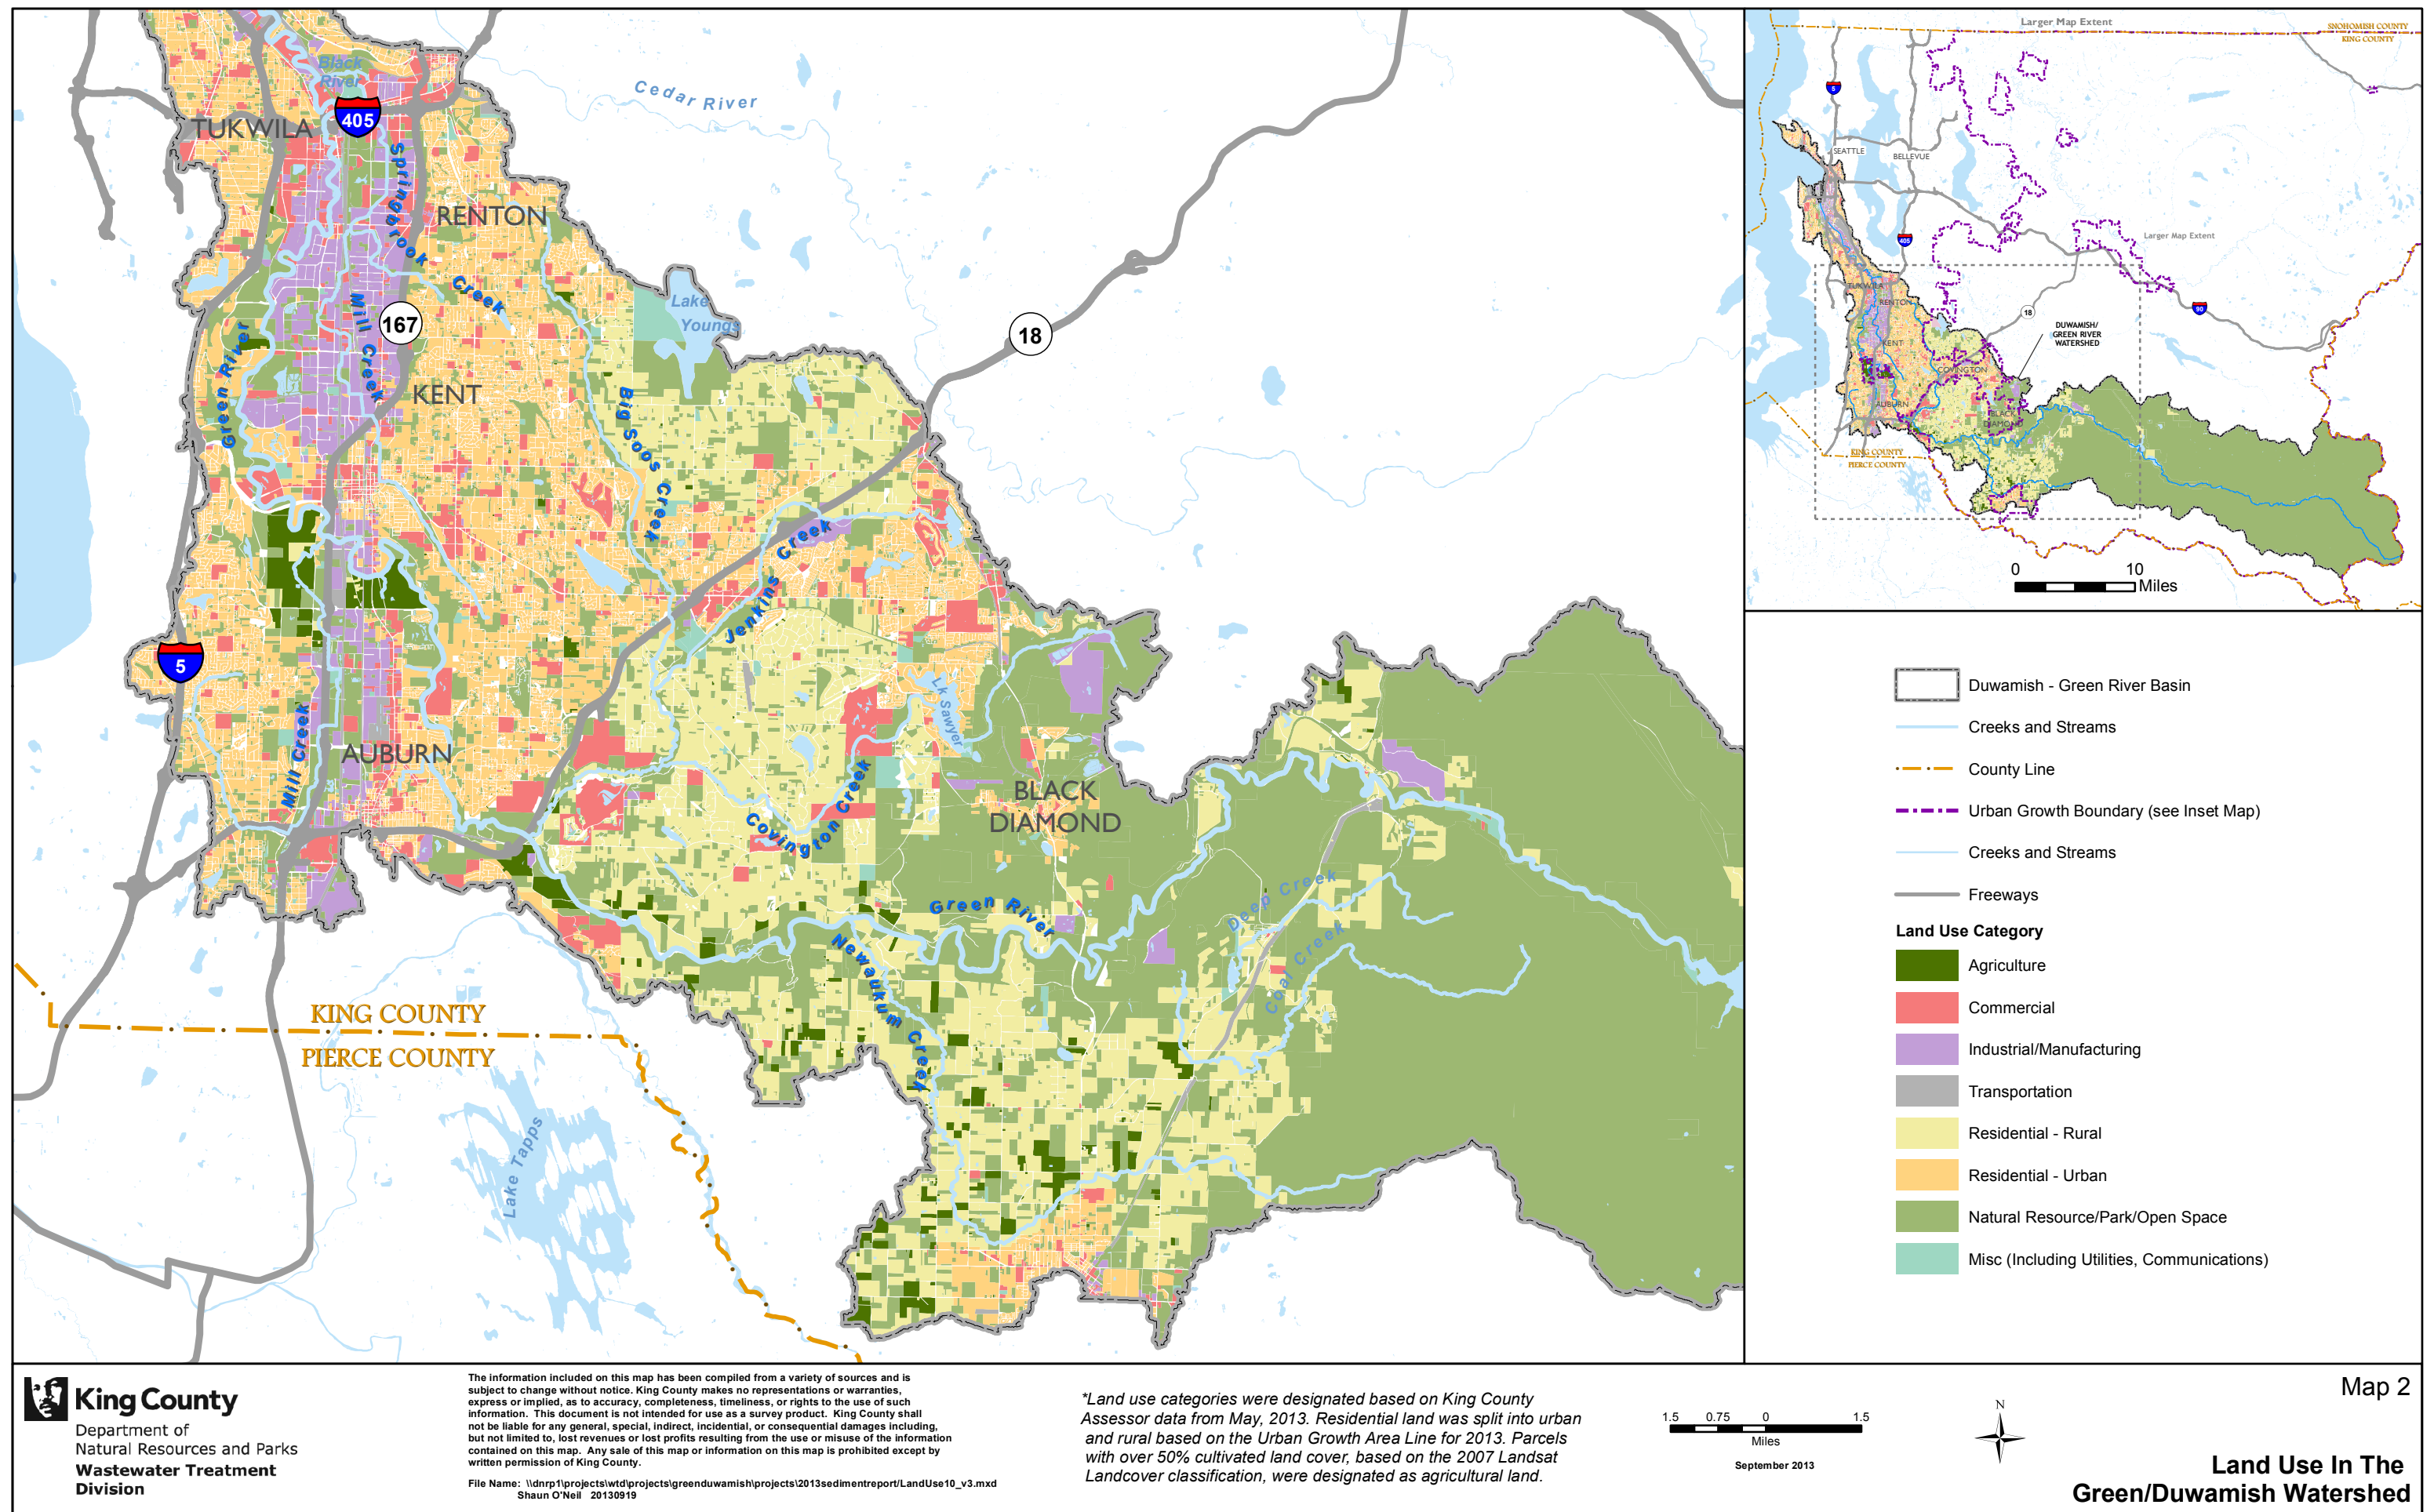 Black
River
Cedar River
TUKWILA
405
Springbrook Creek
RENTON
Lake
Youngs
Mill Creek
167
18
Green River
KENT
Big Soos Creek
Jenkins Creek
5
Lk Sawyer
Mill Creek
AUBURN
BLACK
DIAMOND
Covington Creek
Green River
Deep Creek
Coal Creek
Newaukum Creek
KING COUNTY
PIERCE COUNTY
Lake Tapps
Larger Map Extent
SNOHOMISH COUNTY
KING COUNTY
5
SEATTLE
BELLEVUE
405
Larger Map Extent
TUKWILA
RENTON
18
90
DUWAMISH/
GREEN RIVER
WATERSHED
KENT
COVINGTON
AUBURN
BLACK
DIAMOND
KING COUNTY
PIERCE COUNTY
0 10
Miles
Duwamish - Green River Basin
Creeks and Streams
County Line
Urban Growth Boundary (see Inset Map)
Creeks and Streams
Freeways
Land Use Category
Agriculture
Commercial
Industrial/Manufacturing
Transportation
Residential - Rural
Residential - Urban
Natural Resource/Park/Open Space
Misc (Including Utilities, Communications)
King County
Department of
Natural Resources and Parks
Wastewater Treatment
Division
The information included on this map has been compiled from a variety of sources and is
subject to change without notice. King County makes no representations or warranties,
express or implied, as to accuracy, completeness, timeliness, or rights to the use of such
information. This document is not intended for use as a survey product. King County shall
not be liable for any general, special, indirect, incidental, or consequential damages including,
but not limited to, lost revenues or lost profits resulting from the use or misuse of the information
contained on this map. Any sale of this map or information on this map is prohibited except by
written permission of King County.
File Name: \\dnrp1\projects\wtd\projects\greenduwamish\projects\2013sedimentreport/LandUse10_v3.mxd
Shaun O'Neil 20130919
*Land use categories were designated based on King County
Assessor data from May, 2013. Residential land was split into urban
and rural based on the Urban Growth Area Line for 2013. Parcels
with over 50% cultivated land cover, based on the 2007 Landsat
Landcover classification, were designated as agricultural land.
1.5 0.75 0 1.5
Miles
September 2013
N
Map 2
Land Use In The
Green/Duwamish Watershed